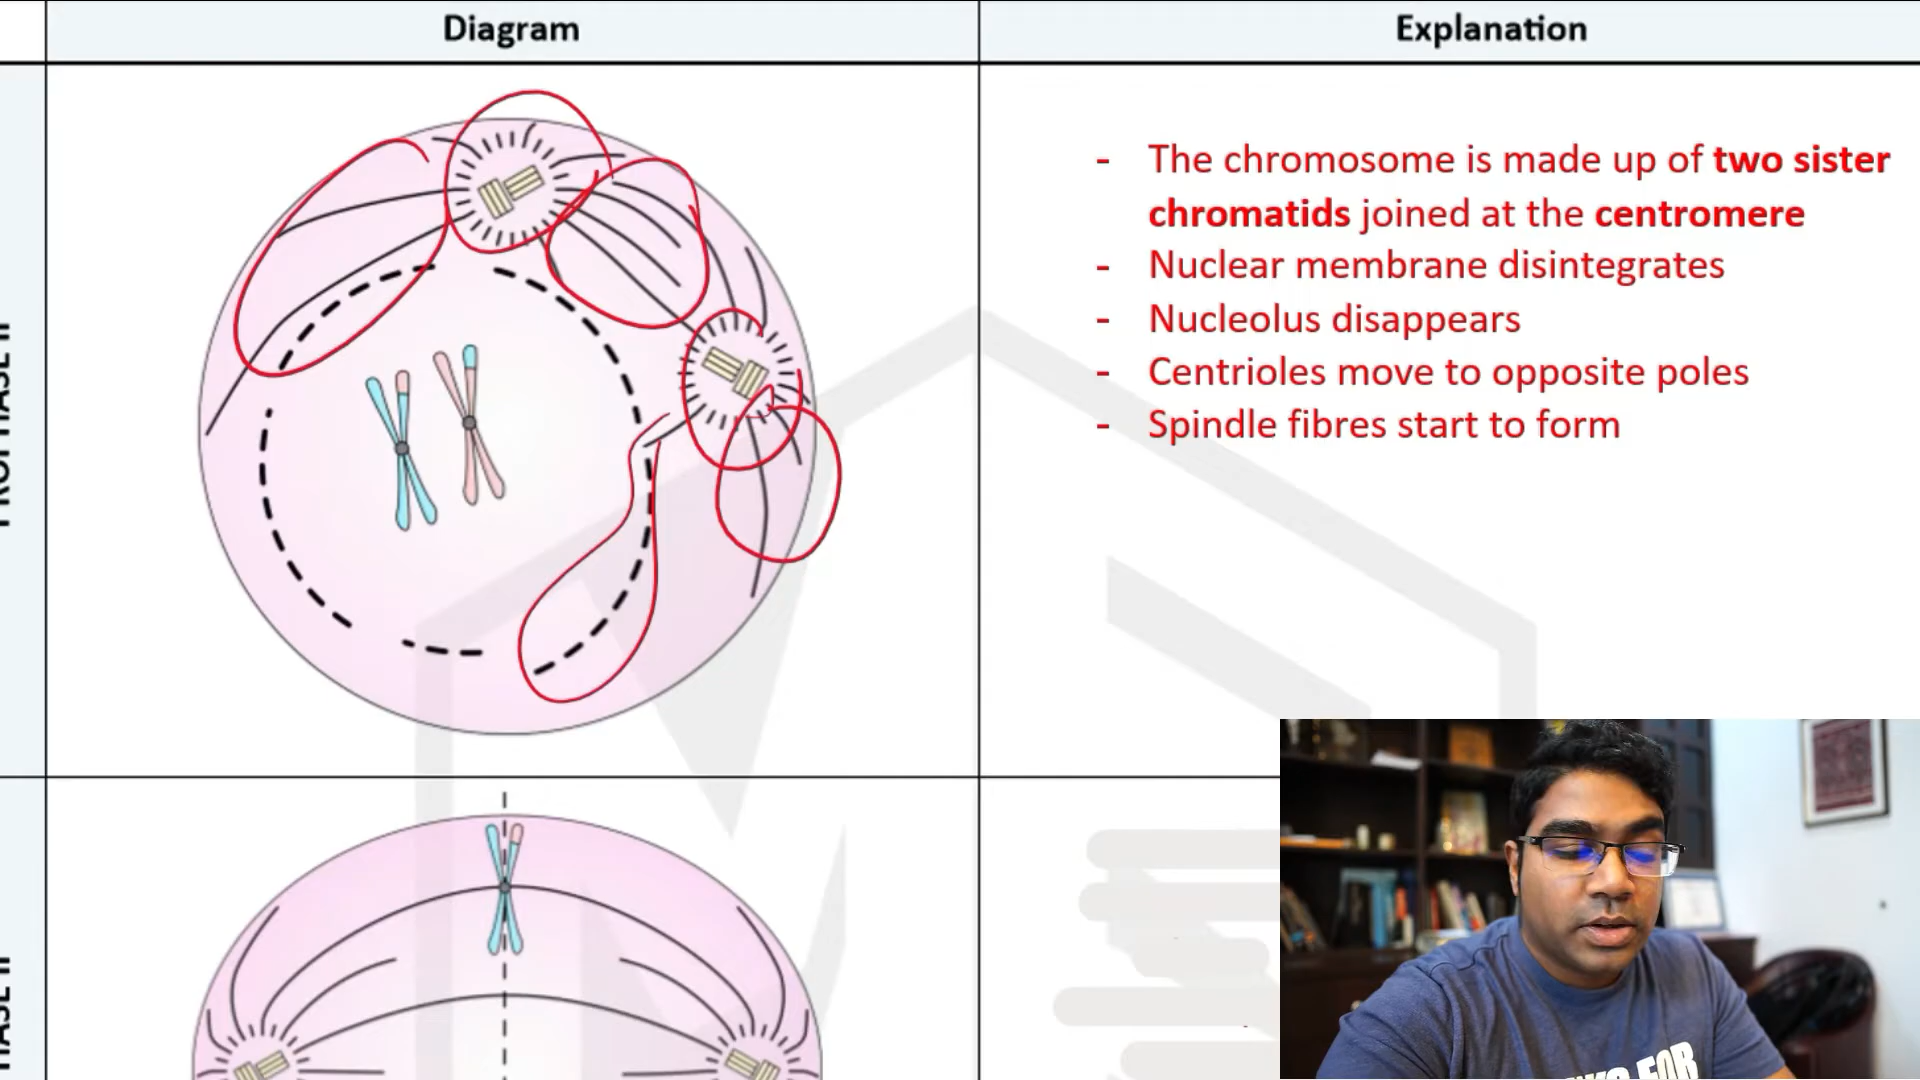 Diagram
Explanation
- The chromosome is made up of two sister
chromatids joined at the centromere
- Nuclear membrane disintegrates
- Nucleolus disappears
- Centrioles move to opposite poles
- Spindle fibres start to form
FOR